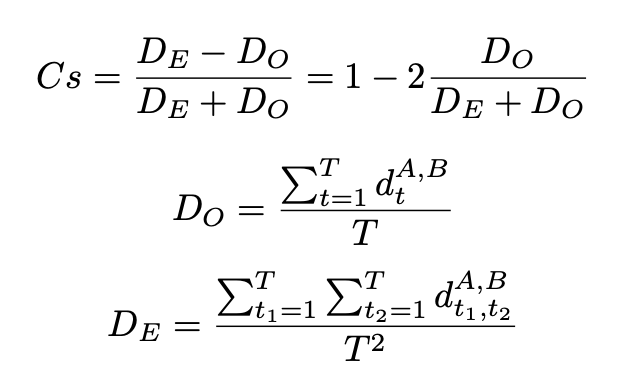 Cs = \frac{D_E - D_O}{D_E + D_O} = 1 - 2\frac{D_O}{D_E + D_O}
D_O = \frac{\sum_{t=1}^{T} d_t^{A,B}}{T}
D_E = \frac{\sum_{t_1=1}^{T} \sum_{t_2=1}^{T} d_{t_1,t_2}^{A,B}}{T^2}